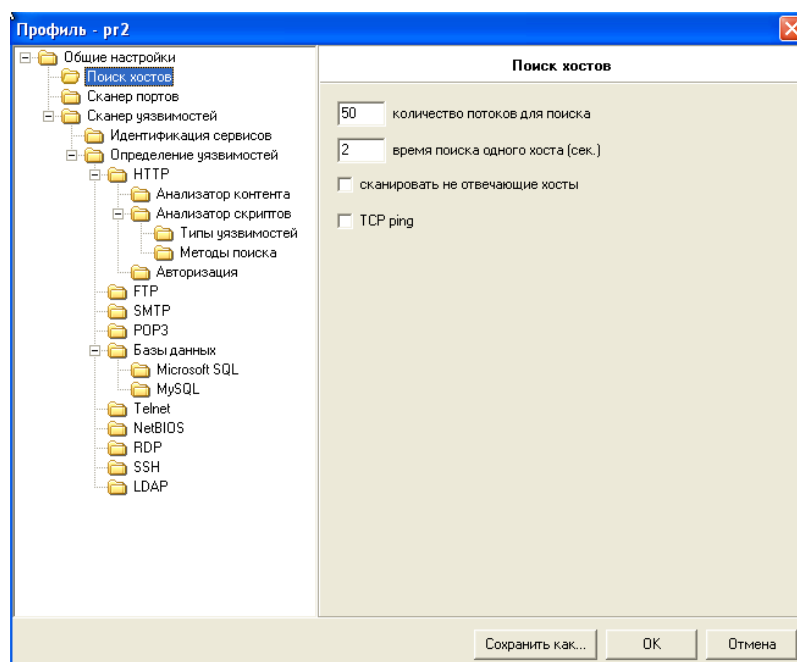 Профиль - pr2
Общие настройки
Поиск хостов
Сканер портов
Сканер уязвимостей
Идентификация сервисов
Определение уязвимостей
HTTP
Анализатор контента
Анализатор скриптов
Типы уязвимостей
Методы поиска
Авторизация
FTP
SMTP
POP3
Базы данных
Microsoft SQL
MySQL
Telnet
NetBIOS
RDP
SSH
LDAP
Поиск хостов
50 количество потоков для поиска
2 время поиска одного хоста (сек.)
сканировать не отвечающие хосты
TCP ping
Сохранить как... OK Отмена